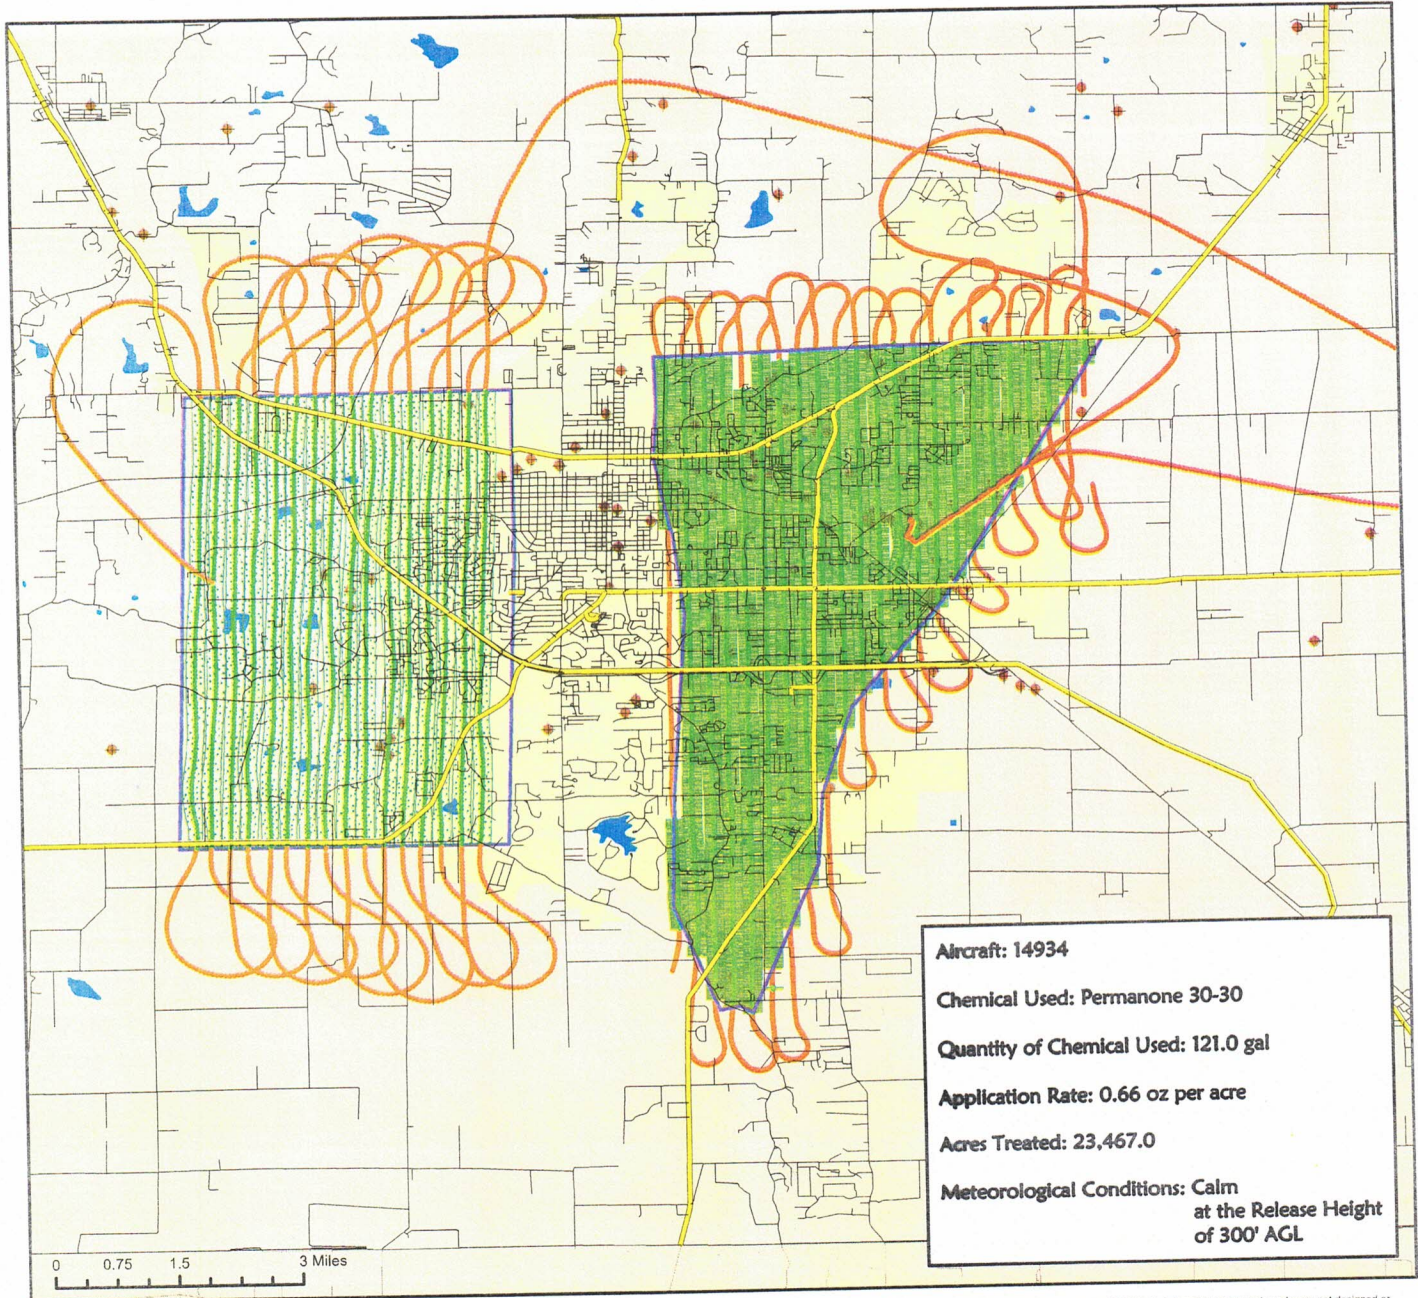 Aircraft: 14934
Chemical Used: Permanone 30-30
Quantity of Chemical Used: 121.0 gal
Application Rate: 0.66 oz per acre
Acres Treated: 23,467.0
Meteorological Conditions: Calm
at the Release Height
of 300' AGL
0 0.75 1.5 3 Miles